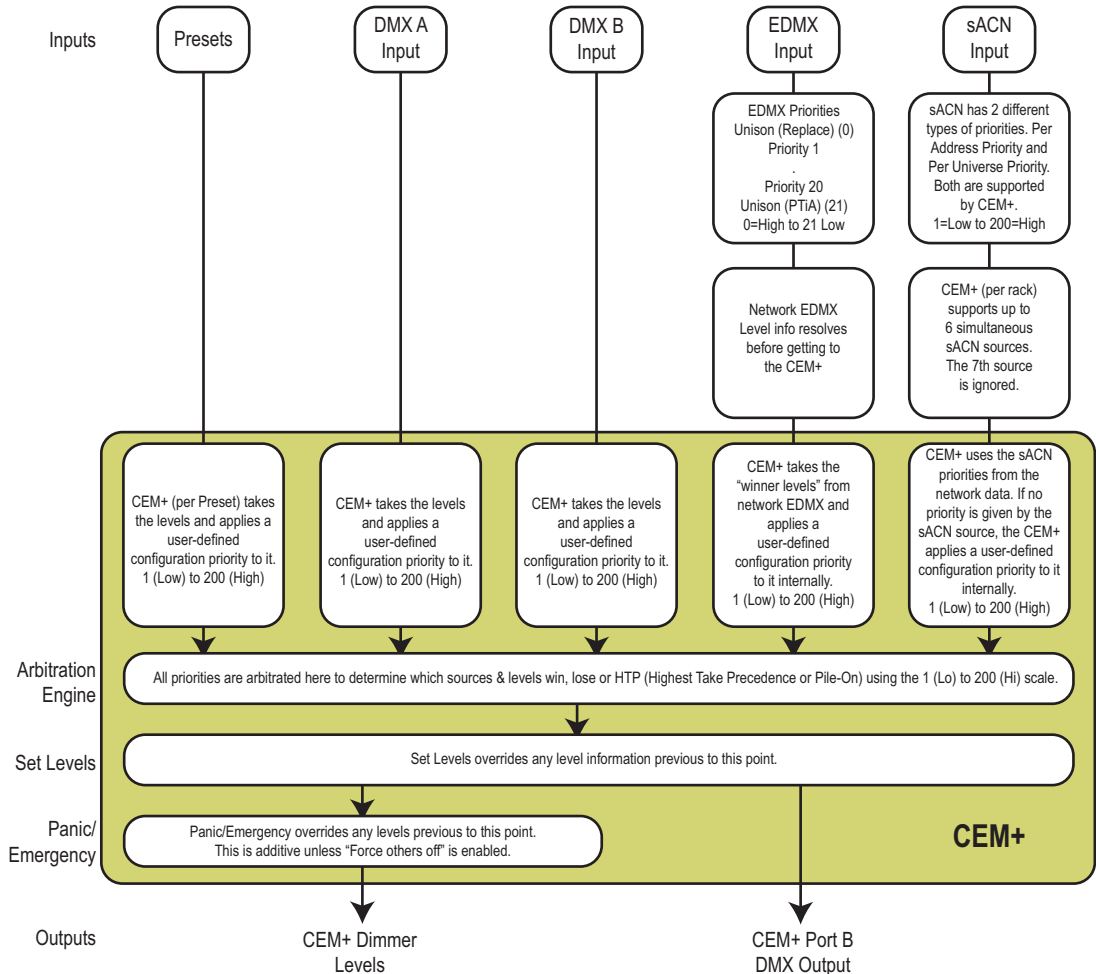 Inputs
Presets
DMX A
Input
DMX B
Input
EDMX
Input
sACN
Input
EDMX Priorities
Unison (Replace) (0)
Priority 1
.
Priority 20
Unison (PTiA) (21)
0=High to 21 Low
sACN has 2 different
types of priorities. Per
Address Priority and
Per Universe Priority.
Both are supported
by CEM+.
1=Low to 200=High
Network EDMX
Level info resolves
before getting to
the CEM+
CEM+ (per rack)
supports up to
6 simultaneous
sACN sources.
The 7th source
is ignored.
CEM+ (per Preset) takes
the levels and applies a
user-defined
configuration priority to it.
1 (Low) to 200 (High)
CEM+ takes the levels
and applies a
user-defined
configuration priority to it.
1 (Low) to 200 (High)
CEM+ takes the levels
and applies a
user-defined
configuration priority to it.
1 (Low) to 200 (High)
CEM+ takes the
“winner levels” from
network EDMX and
applies a
user-defined
configuration priority
to it internally.
1 (Low) to 200 (High)
CEM+ uses the sACN
priorities from the
network data. If no
priority is given by the
sACN source, the CEM+
applies a user-defined
configuration priority to it
internally.
1 (Low) to 200 (High)
Arbitration
Engine
All priorities are arbitrated here to determine which sources & levels win, lose or HTP (Highest Take Precedence or Pile-On) using the 1 (Lo) to 200 (Hi) scale.
Set Levels
Set Levels overrides any level information previous to this point.
Panic/
Emergency
Panic/Emergency overrides any levels previous to this point.
This is additive unless “Force others off” is enabled.
CEM+
Outputs
CEM+ Dimmer
Levels
CEM+ Port B
DMX Output